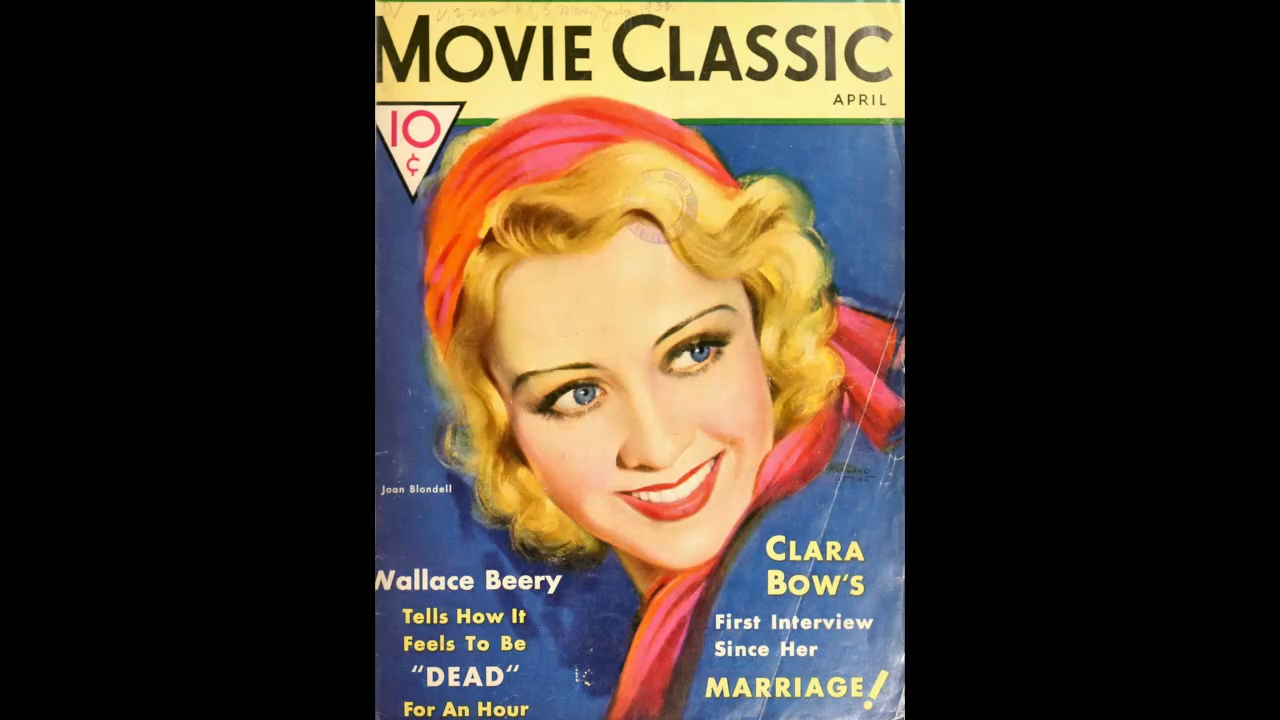 MOVIE CLASSIC
APRIL
10
¢
Joan Blondell
Wallace Beery
Tells How It
Feels To Be
"DEAD"
For An Hour
CLARA
BOW'S
First Interview
Since Her
MARRIAGE!